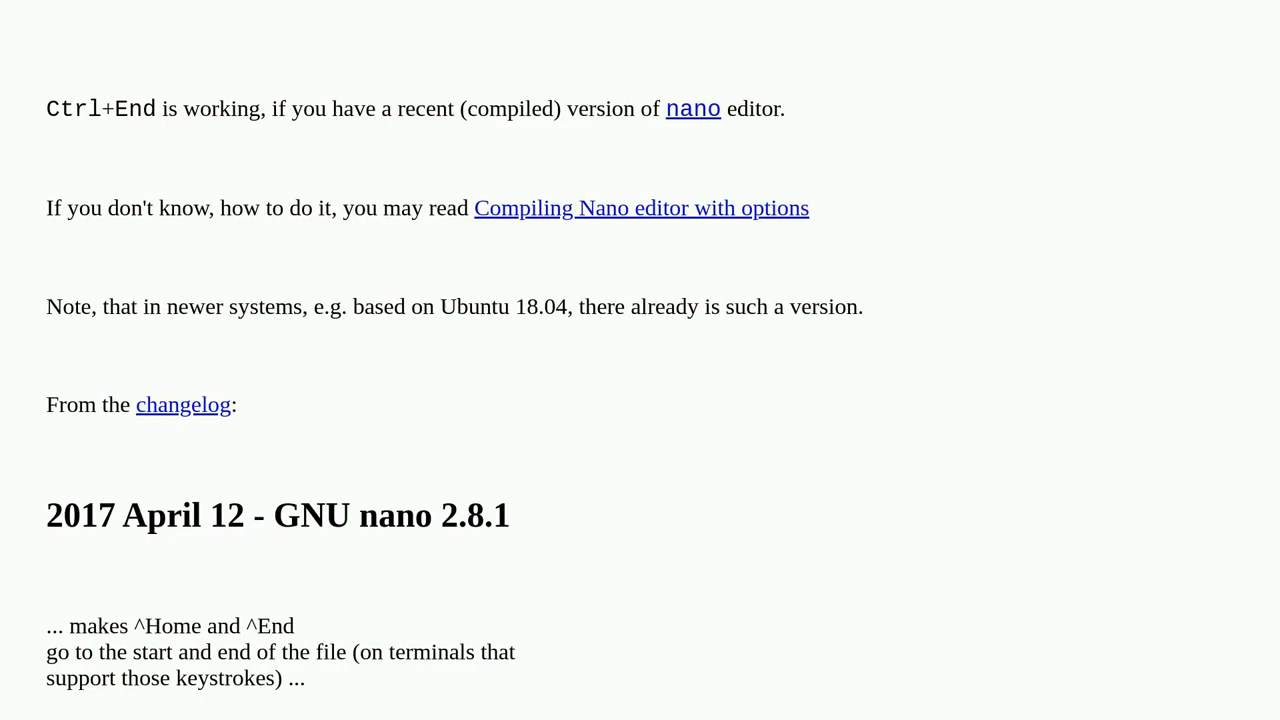 Ctrl+End is working, if you have a recent (compiled) version of nano editor.
If you don't know, how to do it, you may read Compiling Nano editor with options
Note, that in newer systems, e.g. based on Ubuntu 18.04, there already is such a version.
From the changelog:
2017 April 12 - GNU nano 2.8.1
... makes ^Home and ^End
go to the start and end of the file (on terminals that
support those keystrokes) ...